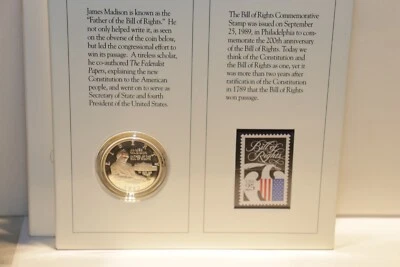 James Madison is known as the
"Father of the Bill of Rights." He
not only helped write it, as seen
on the obverse of the coin below,
but led the congressional effort to
win its passage. A tireless scholar,
he co-authored The Federalist
Papers, explaining the new
Constitution to the American
people, and went on to serve as
Secretary of State and fourth
President of the United States.
The Bill of Rights Commemorative
Stamp was issued on September
25, 1989, in Philadelphia to com-
memorate the 200th anniversary
of the Bill of Rights. Today we
think of the Constitution and
the Bill of Rights as one, yet it
was more than two years after
ratification of the Constitution
in 1789 that the Bill of Rights
won passage.
Bill of
Rights